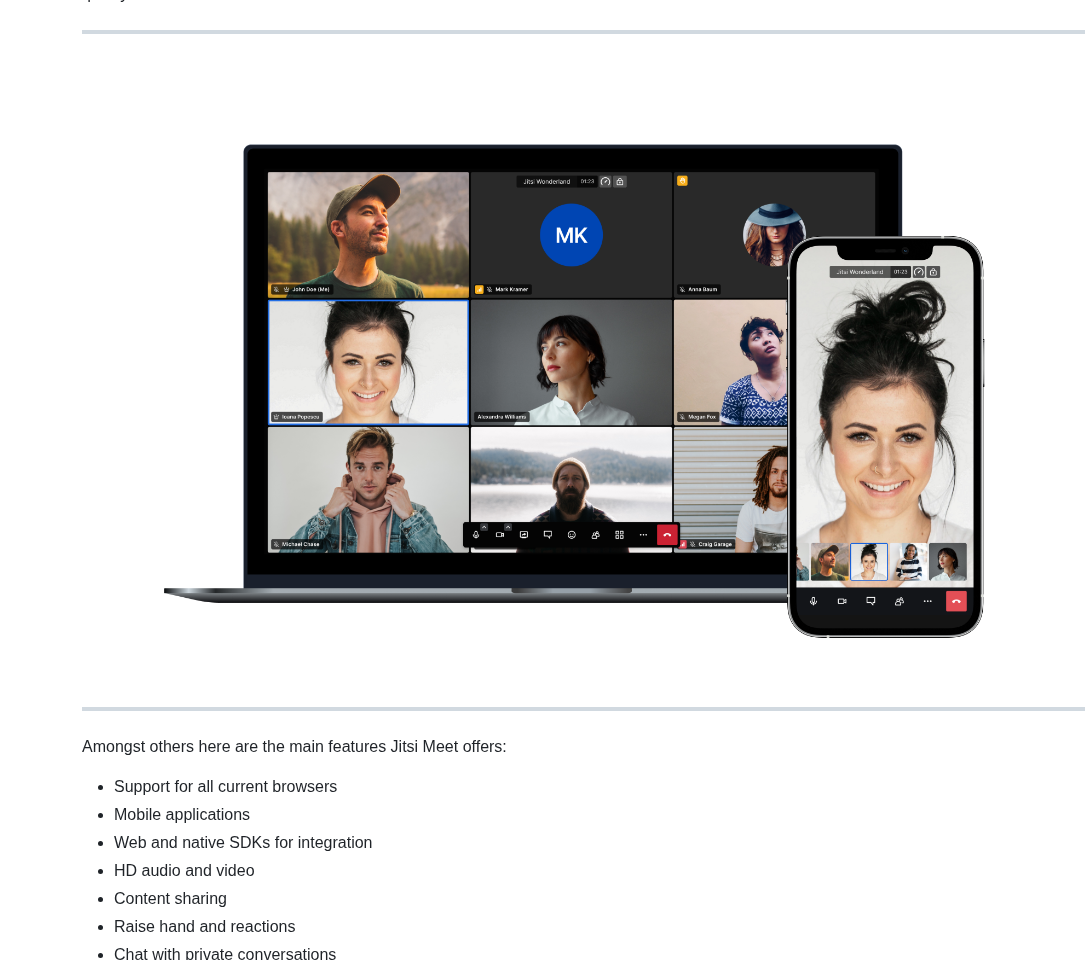 Jitsi Wonderland 01:23
MK
John Doe (Me)
Mark Kramer
Anna Baum
Jitsi Wonderland 01:23
Ioana Popescu
Alexandra Williams
Megan Fox
Michael Chase
Craig Garage
Amongst others here are the main features Jitsi Meet offers:
Support for all current browsers
Mobile applications
Web and native SDKs for integration
HD audio and video
Content sharing
Raise hand and reactions
Chat with private conversations